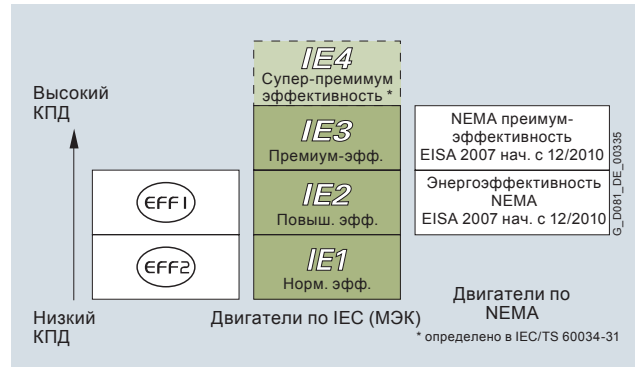 IE4
Супер-премимум
эффективность *
Высокий
КПД
IE3
Премиум-эфф.
NEMA преимум-
эффективность
EISA 2007 нач. с 12/2010
EFF1
IE2
Повыш. эфф.
Энергоэффективность
NEMA
EISA 2007 нач. с 12/2010
EFF2
IE1
Норм. эфф.
G_D081_DE_00335
Низкий
КПД
Двигатели по IEC (МЭК)
Двигатели по
NEMA
* определено в IEC/TS 60034-31